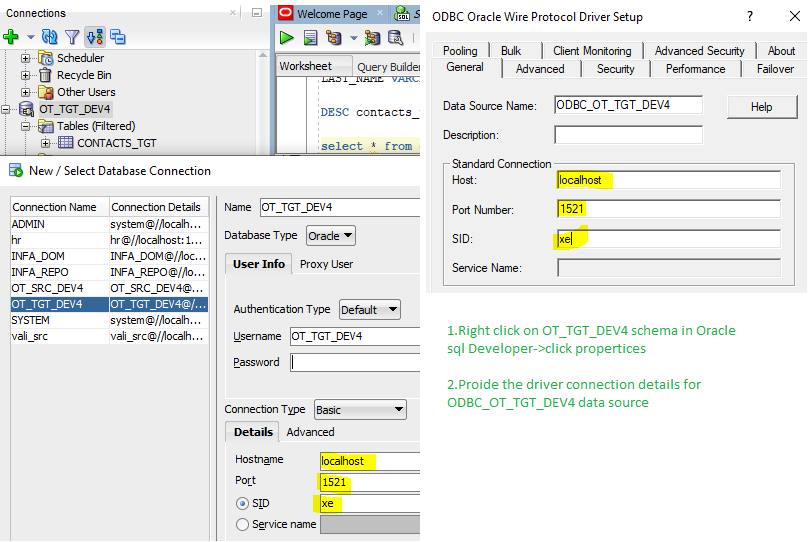 Connections
Scheduler
Recycle Bin
Other Users
OT_TGT_DEV4
Tables (Filtered)
CONTACTS_TGT
Welcome Page
SQL
Worksheet
Query Builder
DESC contacts_
select * from
New / Select Database Connection
Connection Name Connection Details
ADMIN system@//localh...
hr hr@//localhost:1...
INFA_DOM INFA_DOM@//loc...
INFA_REPO INFA_REPO@//lo...
OT_SRC_DEV4 OT_SRC_DEV4@...
OT_TGT_DEV4 OT_TGT_DEV4@/...
SYSTEM system@//localh...
vali_src vali_src@//localh...
Name OT_TGT_DEV4
Database Type Oracle
User Info Proxy User
Authentication Type Default
Username OT_TGT_DEV4
Password
Connection Type Basic
Details Advanced
Hostname localhost
Port 1521
SID xe
Service name
ODBC Oracle Wire Protocol Driver Setup ?
Pooling Bulk Client Monitoring Advanced Security About
General Advanced Security Performance Failover
Data Source Name: ODBC_OT_TGT_DEV4 Help
Description:
Standard Connection
Host: localhost
Port Number: 1521
SID: xe
Service Name:
1.Right click on OT_TGT_DEV4 schema in Oracle
sql Developer->click propertices
2.Proide the driver connection details for
ODBC_OT_TGT_DEV4 data source